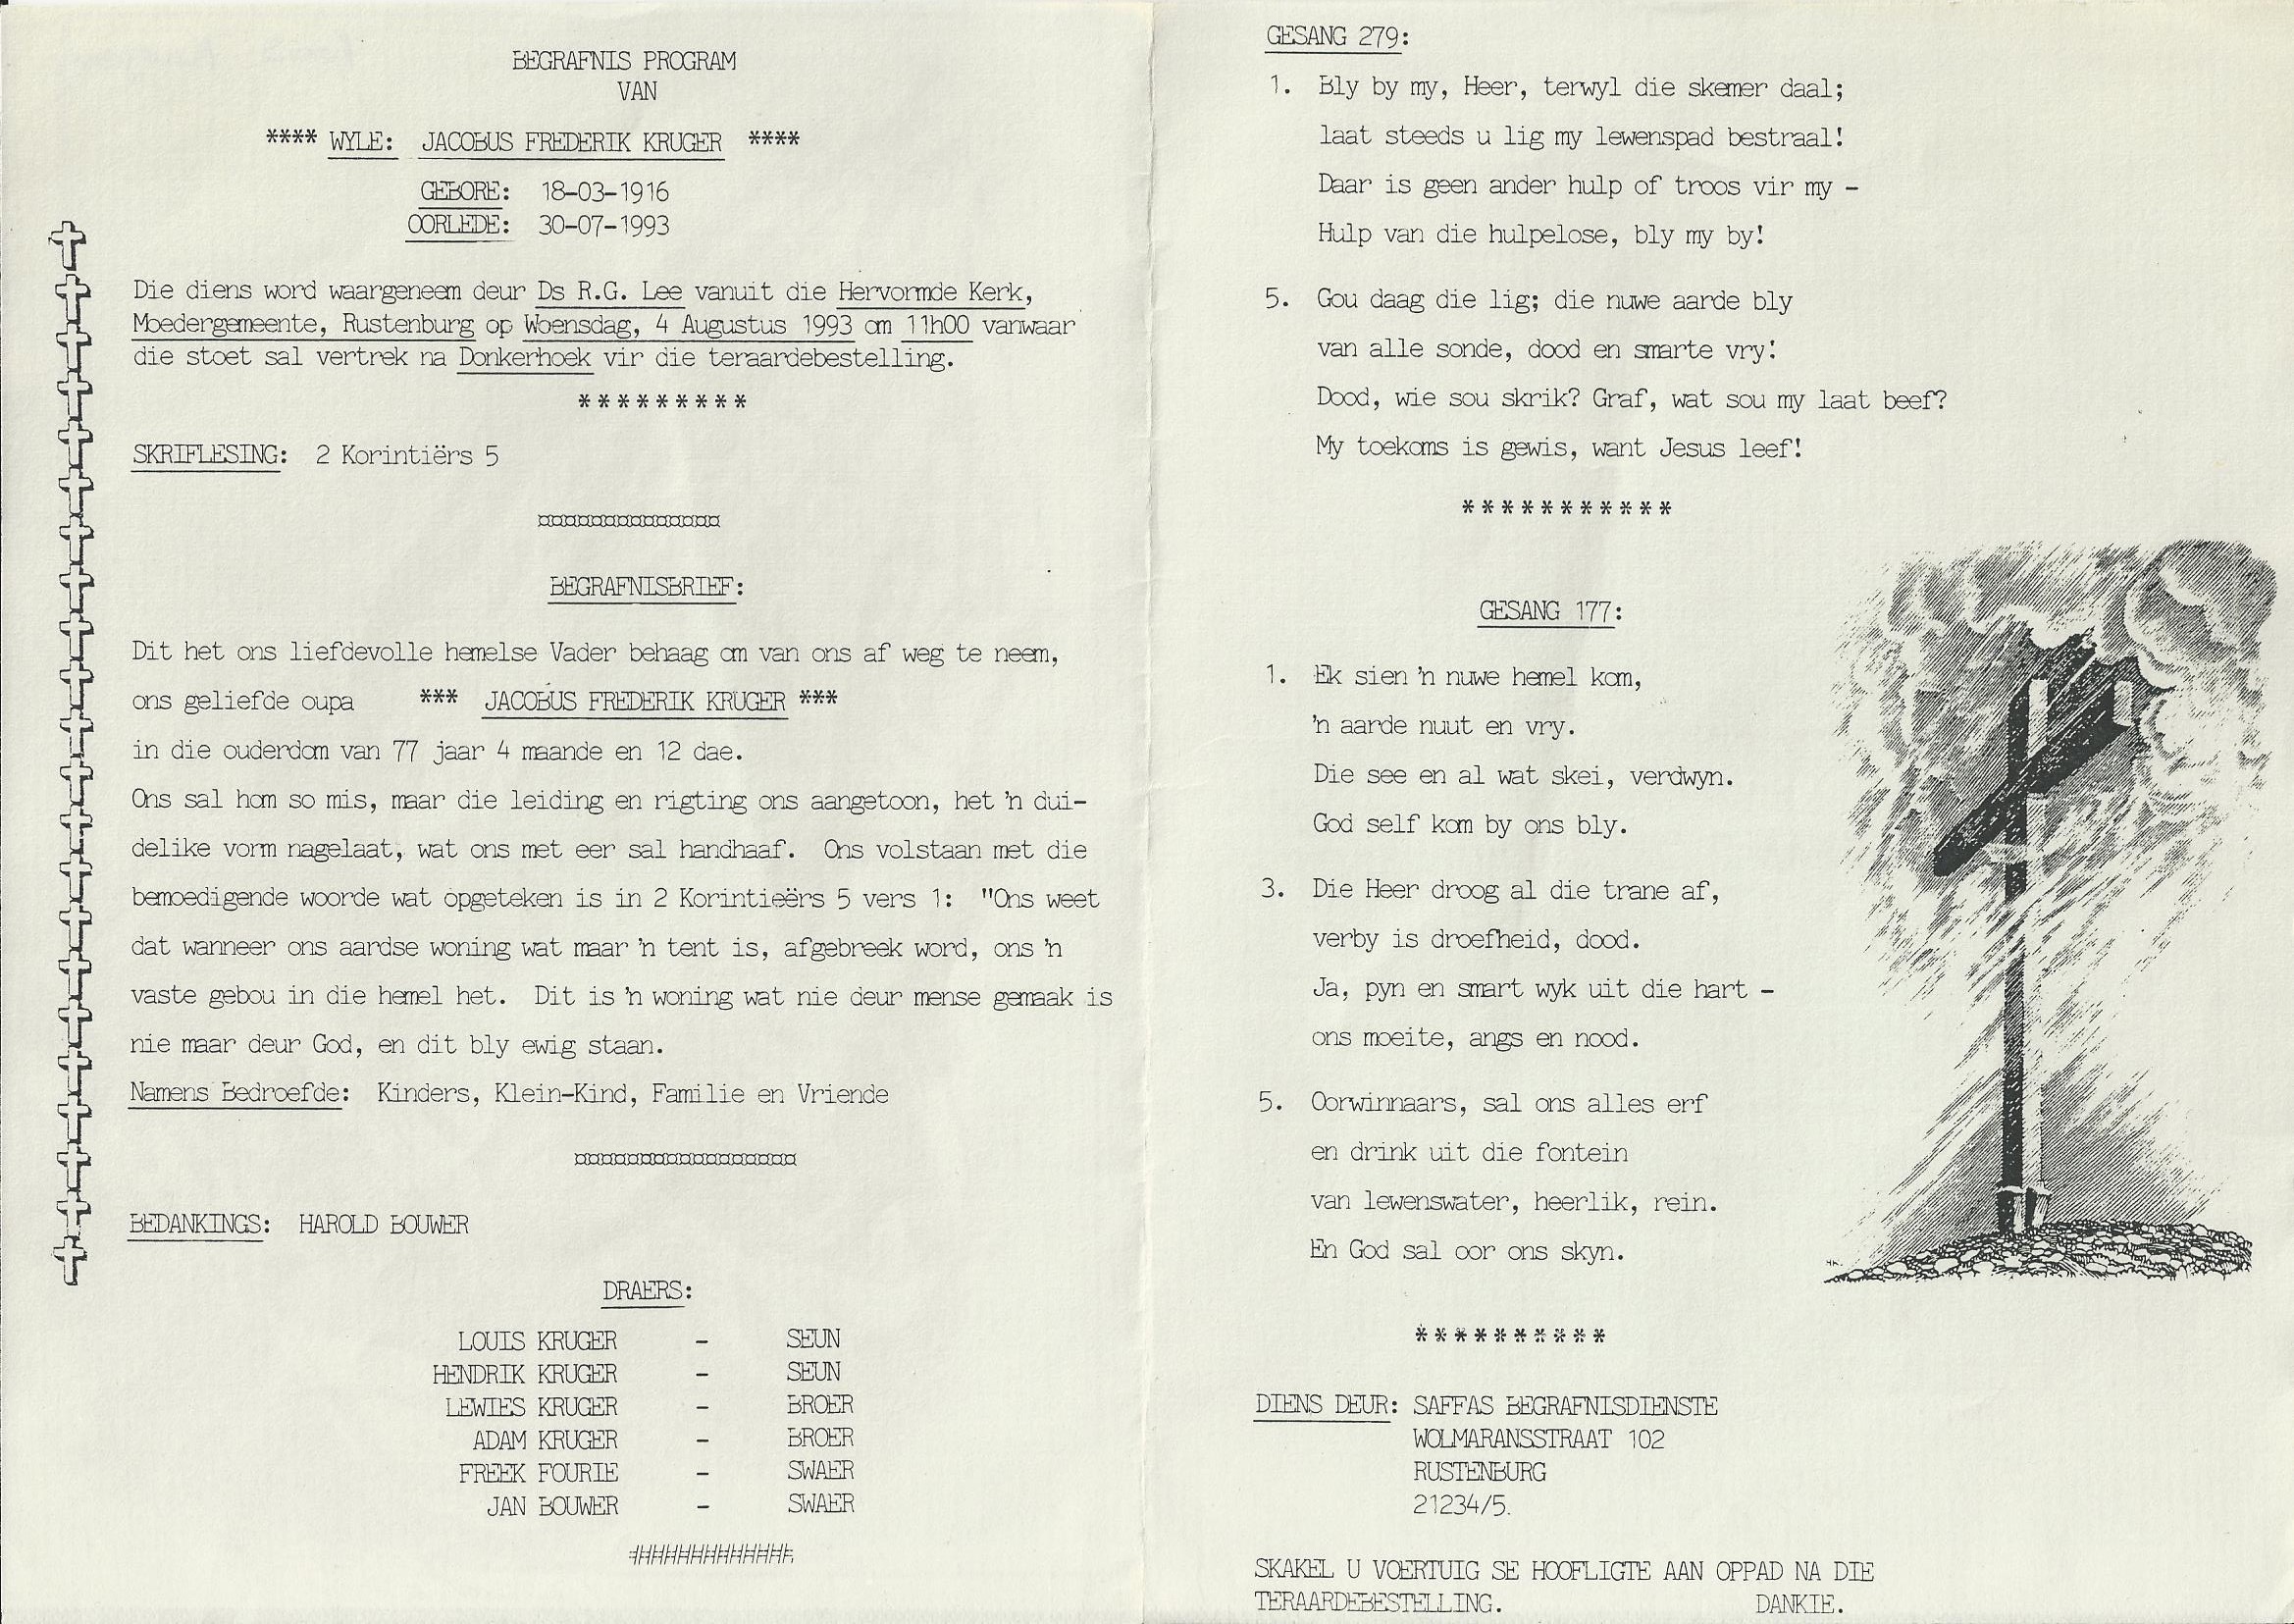 BEGRAFNIS PROGRAM
VAN
**** WYLE: JACOBUS FREDERIK KRUGER ****
GEBORE: 18-03-1916
OORLEDE: 30-07-1993
Die diens word waargeneem deur Ds R.G. Lee vanuit die Hervormde Kerk,
Moedergemeente, Rustenburg op Woensdag, 4 Augustus 1993 om 11h00 vanwaar
die stoet sal vertrek na Donkerhoek vir die teraardebestelling.
*********
SKRIFLESING: 2 Korintiërs 5
¤¤¤¤¤¤¤¤¤¤¤¤¤¤
BEGRAFNISBRIEF:
Dit het ons liefdevolle hemelse Vader behaag om van ons af weg te neem,
ons geliefde oupa *** JACOBUS FREDERIK KRUGER ***
in die ouderdom van 77 jaar 4 maande en 12 dae.
Ons sal hom so mis, maar die leiding en rigting ons aangetoon, het 'n dui-
delike vorm nagelaat, wat ons met eer sal handhaaf. Ons volstaan met die
bemoedigende woorde wat opgeteken is in 2 Korintieërs 5 vers 1: "Ons weet
dat wanneer ons aardse woning wat maar 'n tent is, afgebreek word, ons 'n
vaste gebou in die hemel het. Dit is 'n woning wat nie deur mense gemaak is
nie maar deur God, en dit bly ewig staan.
Namens Bedroefde: Kinders, Klein-Kind, Familie en Vriende
¤¤¤¤¤¤¤¤¤¤¤¤¤¤¤¤¤
BEDANKINGS: HAROLD BOUWER
DRAERS:
LOUIS KRUGER - SEUN
HENDRIK KRUGER - SEUN
LEWIES KRUGER - BROER
ADAM KRUGER - BROER
FREEK FOURIE - SWAER
JAN BOUWER - SWAER
#############
GESANG 279:
1. Bly by my, Heer, terwyl die skemer daal;
laat steeds u lig my lewenspad bestraal!
Daar is geen ander hulp of troos vir my -
Hulp van die hulpelose, bly my by!
5. Gou daag die lig; die nuwe aarde bly
van alle sonde, dood en smarte vry!
Dood, wie sou skrik? Graf, wat sou my laat beef?
My toekoms is gewis, want Jesus leef!
***********
GESANG 177:
1. Ek sien 'n nuwe hemel kom,
'n aarde nuut en vry.
Die see en al wat skei, verdwyn.
God self kom by ons bly.
3. Die Heer droog al die trane af,
verby is droefheid, dood.
Ja, pyn en smart wyk uit die hart -
ons moeite, angs en nood.
5. Oorwinnaars, sal ons alles erf
en drink uit die fontein
van lewenswater, heerlik, rein.
En God sal oor ons skyn.
**********
DIENS DEUR: SAFFAS BEGRAFNISDIENSTE
WOLMARANSSTRAAT 102
RUSTENBURG
21234/5.
SKAKEL U VOERTUIG SE HOOFLIGTE AAN OPPAD NA DIE
TERAARDEBESTELLING. DANKIE.